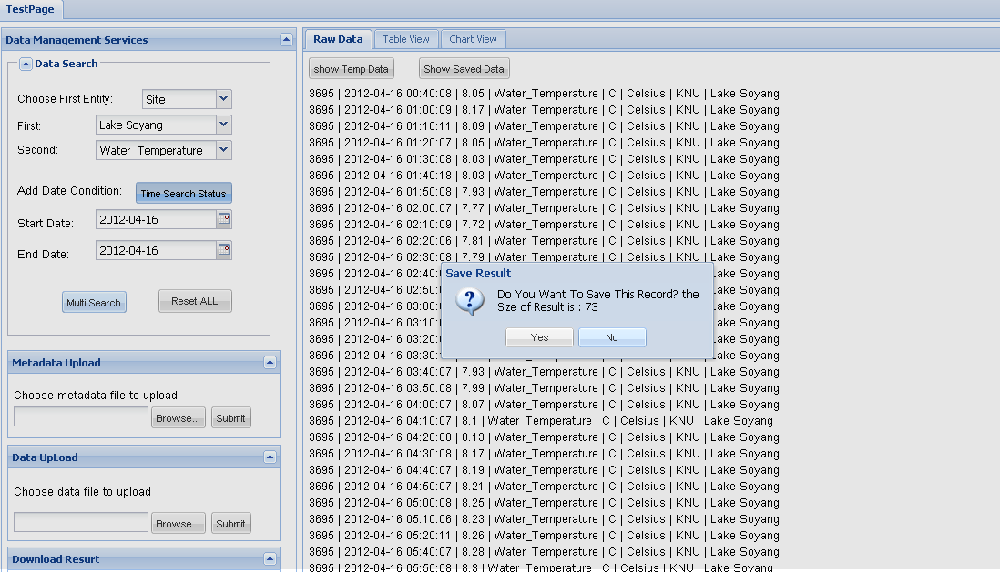 TestPage
Data Management Services
Data Search
Choose First Entity: Site
First: Lake Soyang
Second: Water_Temperature
Add Date Condition: Time Search Status
Start Date: 2012-04-16
End Date: 2012-04-16
Multi Search Reset ALL
Metadata Upload
Choose metadata file to upload:
Browse... Submit
Data UpLoad
Choose data file to upload
Browse... Submit
Download Resurt
Raw Data Table View Chart View
show Temp Data Show Saved Data
3695 | 2012-04-16 00:40:08 | 8.05 | Water_Temperature | C | Celsius | KNU | Lake Soyang
3695 | 2012-04-16 01:00:09 | 8.17 | Water_Temperature | C | Celsius | KNU | Lake Soyang
3695 | 2012-04-16 01:10:11 | 8.09 | Water_Temperature | C | Celsius | KNU | Lake Soyang
3695 | 2012-04-16 01:20:07 | 8.05 | Water_Temperature | C | Celsius | KNU | Lake Soyang
3695 | 2012-04-16 01:30:08 | 8.03 | Water_Temperature | C | Celsius | KNU | Lake Soyang
3695 | 2012-04-16 01:40:18 | 8.03 | Water_Temperature | C | Celsius | KNU | Lake Soyang
3695 | 2012-04-16 01:50:08 | 7.93 | Water_Temperature | C | Celsius | KNU | Lake Soyang
3695 | 2012-04-16 02:00:07 | 7.77 | Water_Temperature | C | Celsius | KNU | Lake Soyang
3695 | 2012-04-16 02:10:09 | 7.72 | Water_Temperature | C | Celsius | KNU | Lake Soyang
3695 | 2012-04-16 02:20:06 | 7.81 | Water_Temperature | C | Celsius | KNU | Lake Soyang
3695 | 2012-04-16 02:30:08 | 7.79 | Water_Temperature | C | Celsius | KNU | Lake Soyang
3695 | 2012-04-16 02:40: Lake Soyang
3695 | 2012-04-16 02:50: Lake Soyang
3695 | 2012-04-16 03:00: Lake Soyang
3695 | 2012-04-16 03:10: Lake Soyang
3695 | 2012-04-16 03:20: Lake Soyang
3695 | 2012-04-16 03:30: Lake Soyang
3695 | 2012-04-16 03:40:07 | 7.93 | Water_Temperature | C | Celsius | KNU | Lake Soyang
3695 | 2012-04-16 03:50:08 | 7.99 | Water_Temperature | C | Celsius | KNU | Lake Soyang
3695 | 2012-04-16 04:00:07 | 8.07 | Water_Temperature | C | Celsius | KNU | Lake Soyang
3695 | 2012-04-16 04:10:07 | 8.1 | Water_Temperature | C | Celsius | KNU | Lake Soyang
3695 | 2012-04-16 04:20:08 | 8.13 | Water_Temperature | C | Celsius | KNU | Lake Soyang
3695 | 2012-04-16 04:30:08 | 8.17 | Water_Temperature | C | Celsius | KNU | Lake Soyang
3695 | 2012-04-16 04:40:07 | 8.19 | Water_Temperature | C | Celsius | KNU | Lake Soyang
3695 | 2012-04-16 04:50:07 | 8.21 | Water_Temperature | C | Celsius | KNU | Lake Soyang
3695 | 2012-04-16 05:00:08 | 8.25 | Water_Temperature | C | Celsius | KNU | Lake Soyang
3695 | 2012-04-16 05:10:06 | 8.23 | Water_Temperature | C | Celsius | KNU | Lake Soyang
3695 | 2012-04-16 05:20:11 | 8.26 | Water_Temperature | C | Celsius | KNU | Lake Soyang
3695 | 2012-04-16 05:40:07 | 8.28 | Water_Temperature | C | Celsius | KNU | Lake Soyang
3695 | 2012-04-16 05:50:08 | 8.3 | Water_Temperature | C | Celsius | KNU | Lake Soyang
Save Result
Do You Want To Save This Record? the
Size of Result is : 73
Yes No